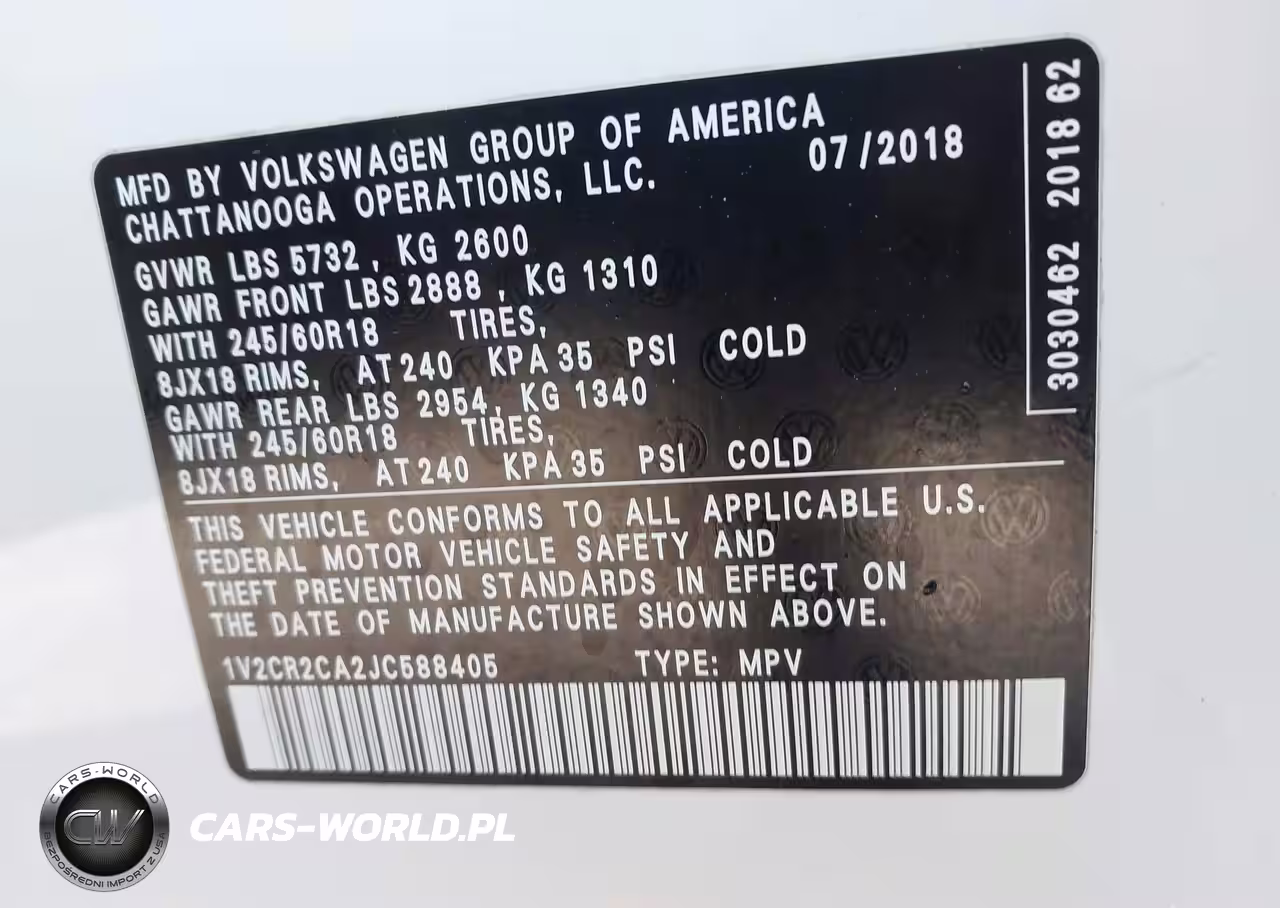 MFD BY VOLKSWAGEN GROUP OF AMERICA
CHATTANOOGA OPERATIONS, LLC. 07/2018
GVWR LBS 5732 , KG 2600
GAWR FRONT LBS 2888 , KG 1310
WITH 245/60R18 TIRES,
8JX18 RIMS, AT 240 KPA 35 PSI COLD
GAWR REAR LBS 2954, KG 1340
WITH 245/60R18 TIRES,
8JX18 RIMS, AT 240 KPA 35 PSI COLD
THIS VEHICLE CONFORMS TO ALL APPLICABLE U.S.
FEDERAL MOTOR VEHICLE SAFETY AND
THEFT PREVENTION STANDARDS IN EFFECT ON
THE DATE OF MANUFACTURE SHOWN ABOVE.
1V2CR2CA2JC588405 TYPE: MPV
3030462 2018 62
CARS-WORLD
CW
BEZPOŚREDNI IMPORT Z USA
CARS-WORLD.PL